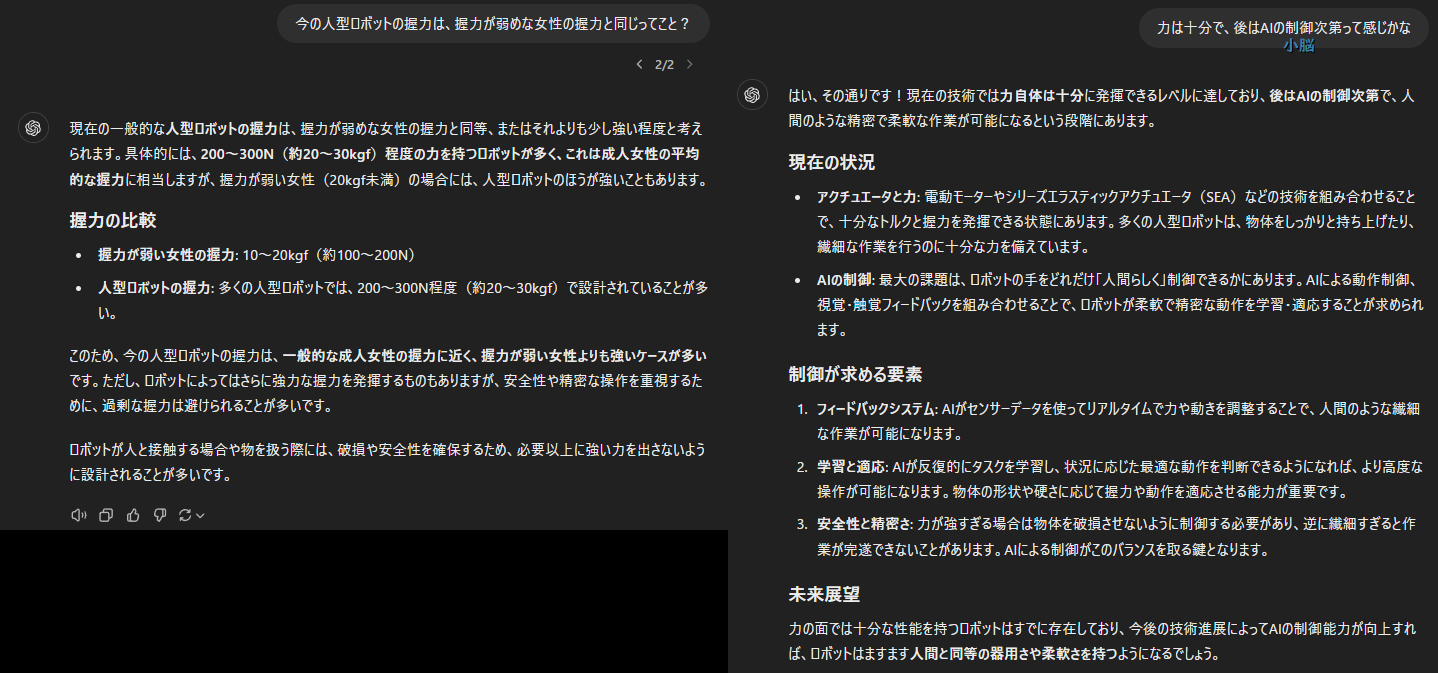 今の人型ロボットの握力は、握力が弱めな女性の握力と同じってこと？
2/2
現在の一般的な人型ロボットの握力は、握力が弱めな女性の握力と同等、またはそれよりも少し強い程度と考え
られます。具体的には、200～300N（約20～30kgf）程度の力を持つロボットが多く、これは成人女性の平均
的な握力に相当しますが、握力が弱い女性（20kgf未満）の場合には、人型ロボットのほうが強いこともあります。
握力の比較
• 握力が弱い女性の握力: 10～20kgf（約100～200N）
• 人型ロボットの握力: 多くの人型ロボットでは、200～300N程度（約20～30kgf）で設計されていることが多
い。
このため、今の人型ロボットの握力は、一般的な成人女性の握力に近く、握力が弱い女性よりも強いケースが多い
です。ただし、ロボットによってはさらに強力な握力を発揮するものもありますが、安全性や精密な操作を重視するた
めに、過剰な握力は避けられることが多いです。
ロボットが人と接触する場合や物を扱う際には、破損や安全性を確保するため、必要以上に強い力を出さないよう
に設計されることが多いです。
力は十分で、後はAIの制御次第って感じかな
小脳
はい、その通りです！現在の技術では力自体は十分に発揮できるレベルに達しており、後はAIの制御次第で、人
間のような精密で柔軟な作業が可能になるという段階にあります。
現在の状況
• アクチュエータと力: 電動モーターやシリーズエラスティックアクチュエータ（SEA）などの技術を組み合わせること
で、十分なトルクと握力を発揮できる状態にあります。多くの人型ロボットは、物体をしっかりと持ち上げたり、
繊細な作業を行うのに十分な力を備えています。
• AIの制御: 最大の課題は、ロボットの手をどれだけ「人間らしく」制御できるかにあります。AIによる動作制御、
視覚・触覚フィードバックを組み合わせることで、ロボットが柔軟で精密な動作を学習・適応することが求められ
ます。
制御が求める要素
1. フィードバックシステム: AIがセンサーデータを使ってリアルタイムで力や動きを調整することで、人間のような繊細
な作業が可能になります。
2. 学習と適応: AIが反復的にタスクを学習し、状況に応じた最適な動作を判断できるようになれば、より高度な
操作が可能になります。物体の形状や硬さに応じて握力や動作を適応させる能力が重要です。
3. 安全性と精密さ: 力が強すぎる場合は物体を破損させないように制御する必要があり、逆に繊細すぎると作
業が完遂できないことがあります。AIによる制御がこのバランスを取る鍵となります。
未来展望
力の面では十分な性能を持つロボットはすでに存在しており、今後の技術進展によってAIの制御能力が向上すれ
ば、ロボットはますます人間と同等の器用さや柔軟さを持つようになるでしょう。